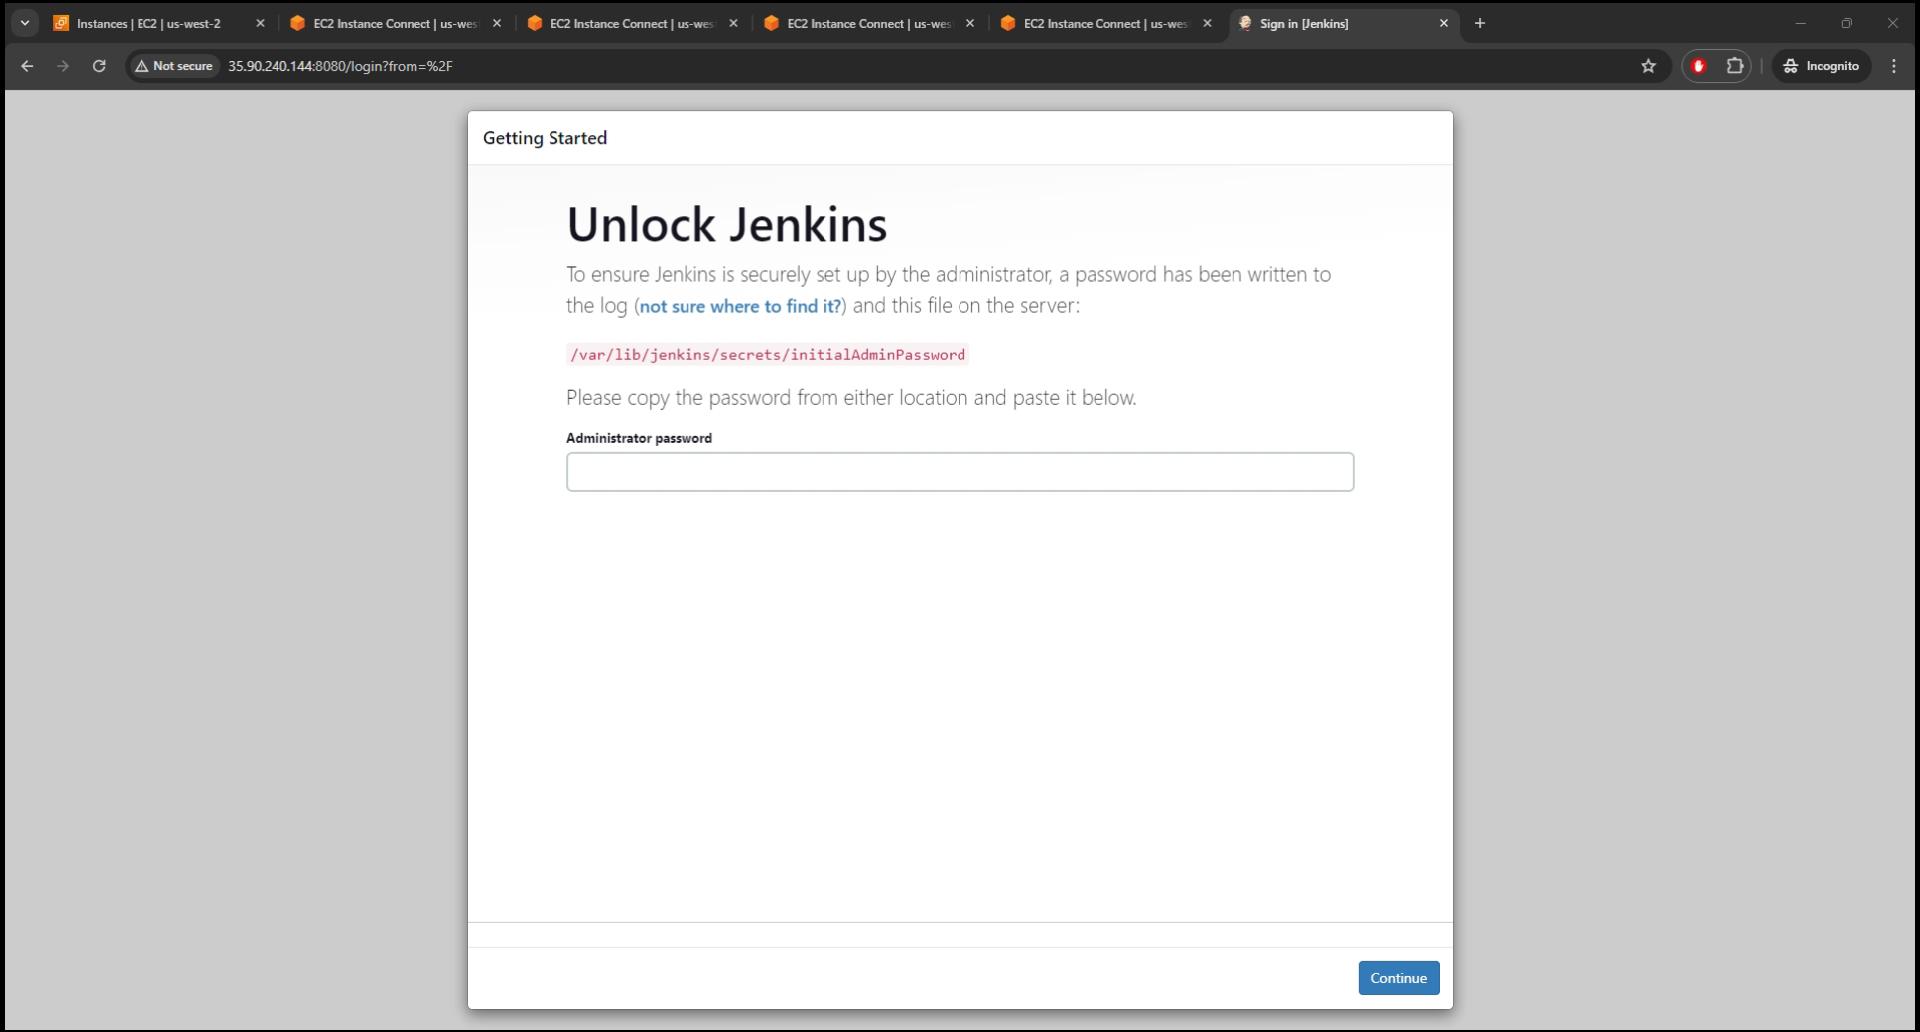 Instances | EC2 | us-west-2
EC2 Instance Connect | us-wes
EC2 Instance Connect | us-wes
EC2 Instance Connect | us-wes
EC2 Instance Connect | us-wes
Sign in [Jenkins]
Not secure
35.90.240.144:8080/login?from=%2F
Incognito
Getting Started
Unlock Jenkins
To ensure Jenkins is securely set up by the administrator, a password has been written to
the log (not sure where to find it?) and this file on the server:
/var/lib/jenkins/secrets/initialAdminPassword
Please copy the password from either location and paste it below.
Administrator password
Continue